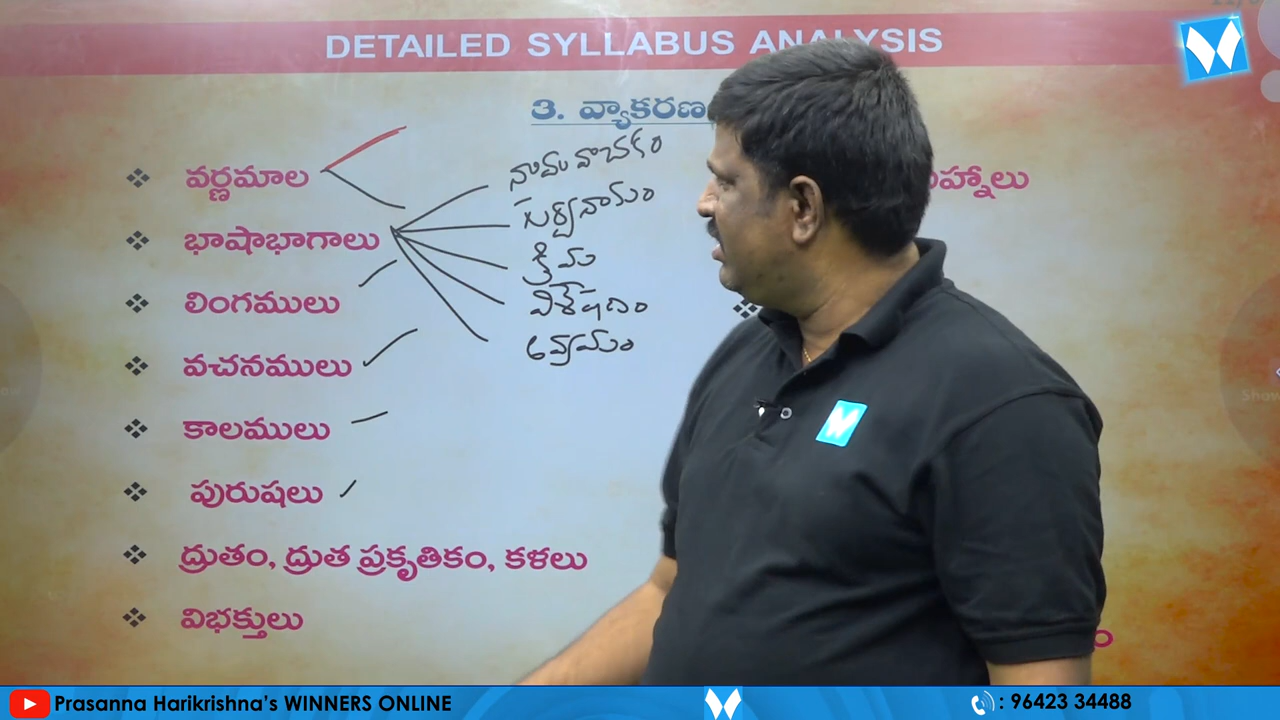 DETAILED SYLLABUS ANALYSIS
3. వ్యాకరణ
❖ వర్ణమాల
❖ భాషాభాగాలు
❖ లింగములు
❖ వచనములు
❖ కాలములు
❖ పురుషలు
❖ ద్రుతం, ద్రుత ప్రకృతికం, కళలు
❖ విభక్తులు
నామవాచకం
సర్వనామం
క్రియ
విశేషణం
అవ్యయం
Prasanna Harikrishna's WINNERS ONLINE
: 96423 34488